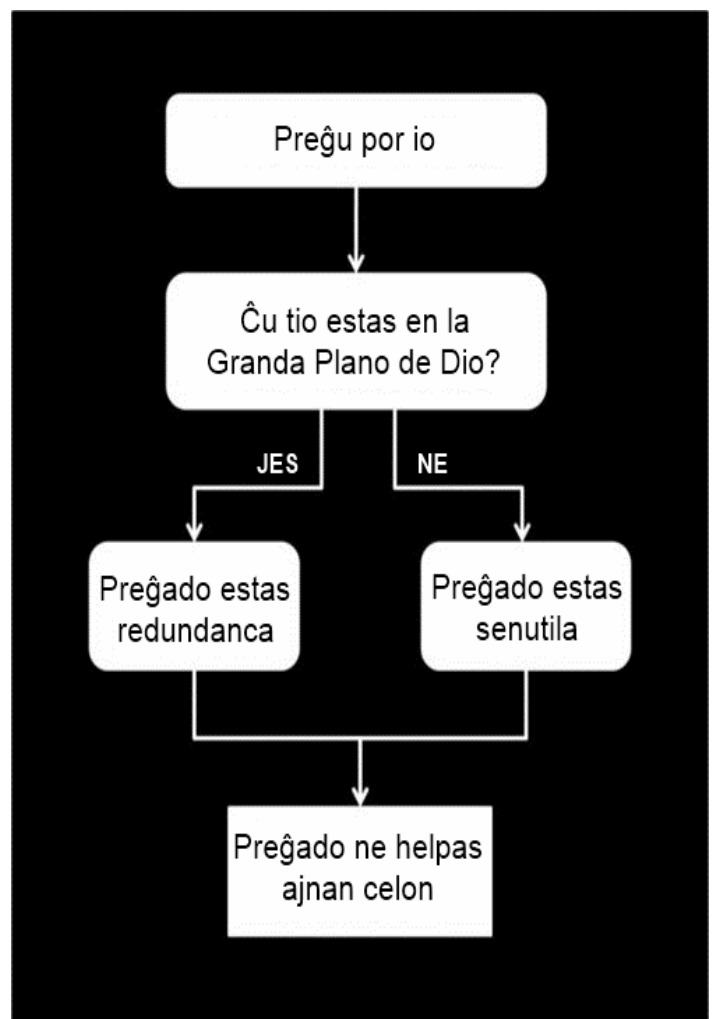 Preĝu por io
Ĉu tio estas en la
Granda Plano de Dio?
JES
NE
Preĝado estas
redundanca
Preĝado estas
senutila
Preĝado ne helpas
ajnan celon